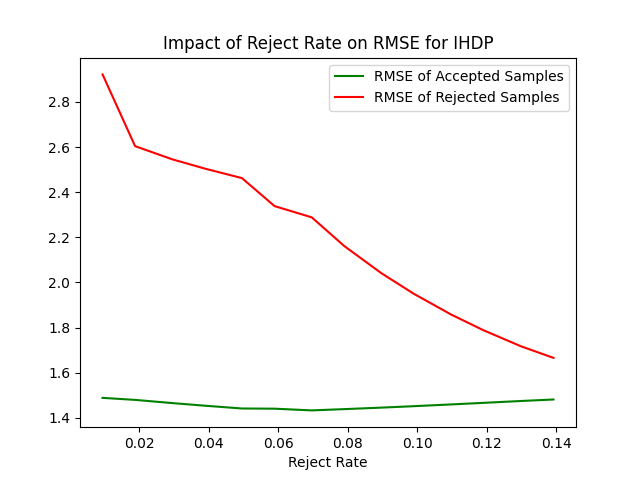 Impact of Reject Rate on RMSE for IHDP
RMSE of Accepted Samples
RMSE of Rejected Samples
2.8
2.6
2.4
2.2
2.0
1.8
1.6
1.4
0.02 0.04 0.06 0.08 0.10 0.12 0.14
Reject Rate